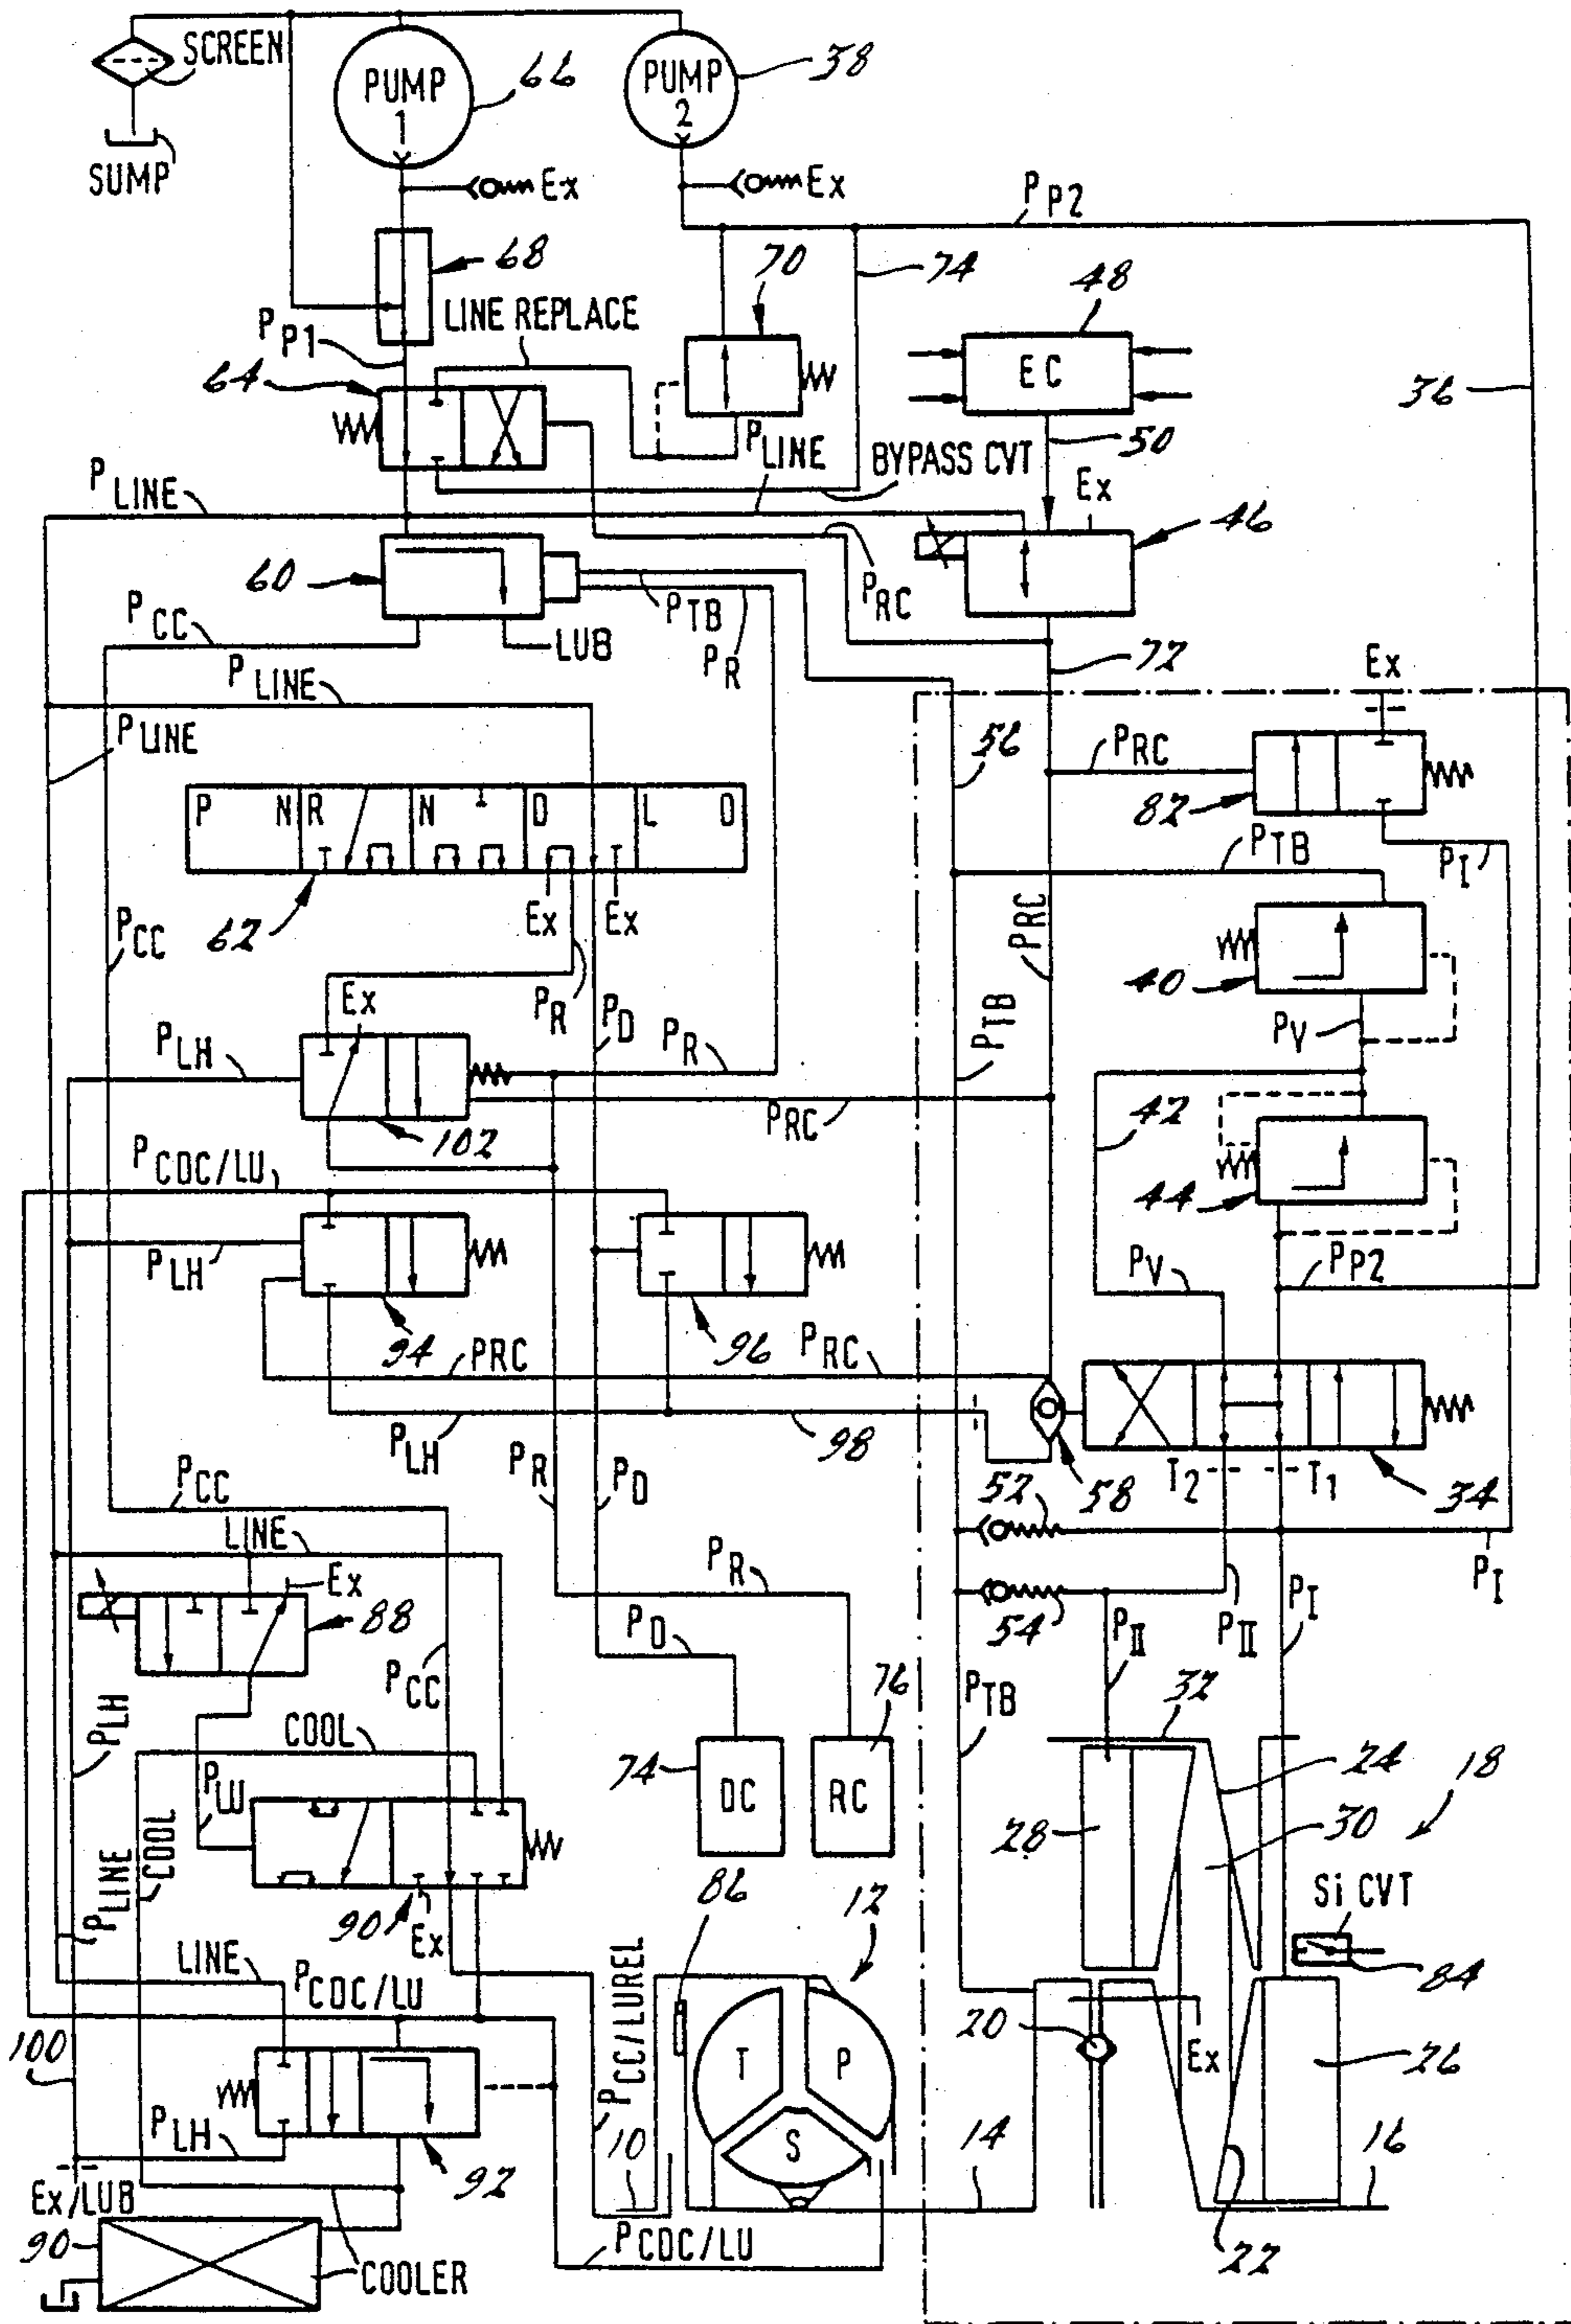 SCREEN
SUMP
PUMP 1
66
PUMP 2
38
Ex
Ex
P P2
68
70
74
48
LINE REPLACE
P P1
64
EC
36
50
P LINE
BYPASS CVT
P LINE
Ex
46
60
P TB
P RC
P R
P CC
LUB
72
P LINE
Ex
P LINE
56
P RC
82
P N R N D L O
P TB
P I
62
Ex
Ex
P CC
P RC
40
P R
Ex
P D
P V
P LH
P R
P TB
P RC
42
102
P COC/LU
44
P LH
P V
P P2
94
PRC
96
P RC
P LH
98
T2
T1
34
58
52
P CC
P R
P D
LINE
P I
P R
Ex
88
54
P II
P II
P I
P D
P CC
76
P TB
32
P LH
COOL
18
74
DC
RC
24
P W
28
30
P LINE
COOL
86
Si CVT
90
Ex
12
84
LINE
P COC/LU
P CC/LUREL
20
T
P
Ex
26
100
P LH
S
10
14
16
92
Ex/LUB
22
90
P COC/LU
COOLER